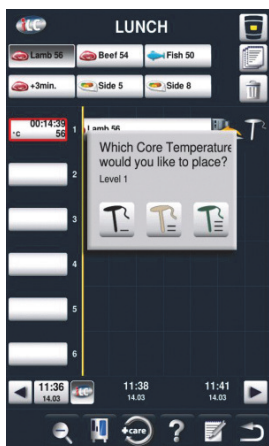 iLC LUNCH
Lamb 56 Beef 54 Fish 50
+3min. Side 5 Side 8
00:14:39
°C 56 1 Lamb 56
Which Core Temperature
would you like to place?
Level 1
2
3
4
5
6
11:36 11:38 11:41
14.03 14.03 14.03
+care ?